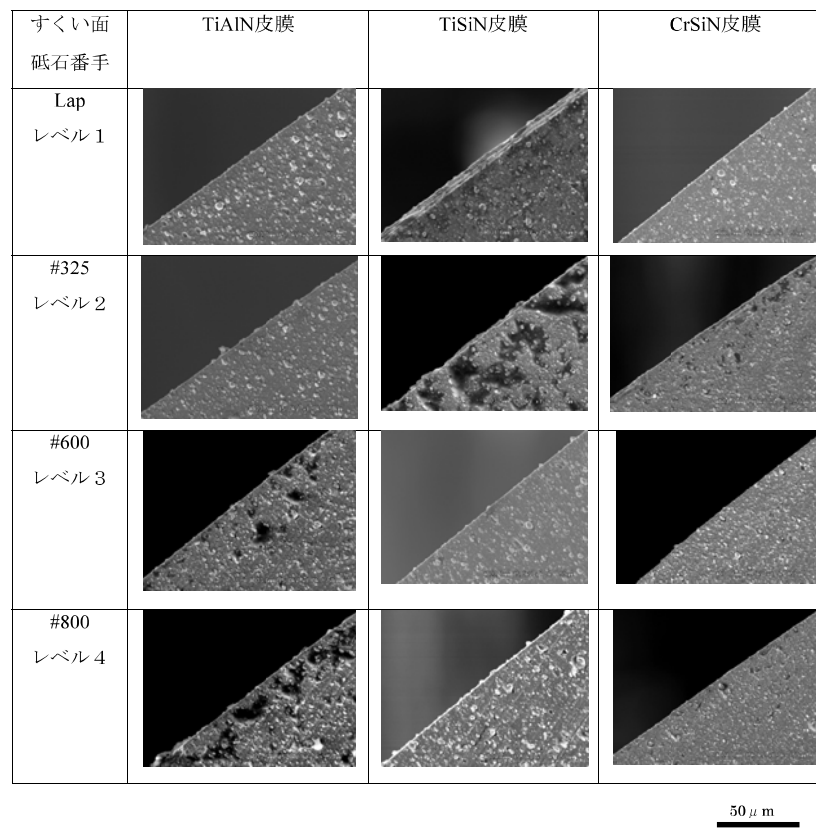 すくい面
砥石番手
TiAlN皮膜
TiSiN皮膜
CrSiN皮膜
Lap
レベル１
#325
レベル２
#600
レベル３
#800
レベル４
50μm